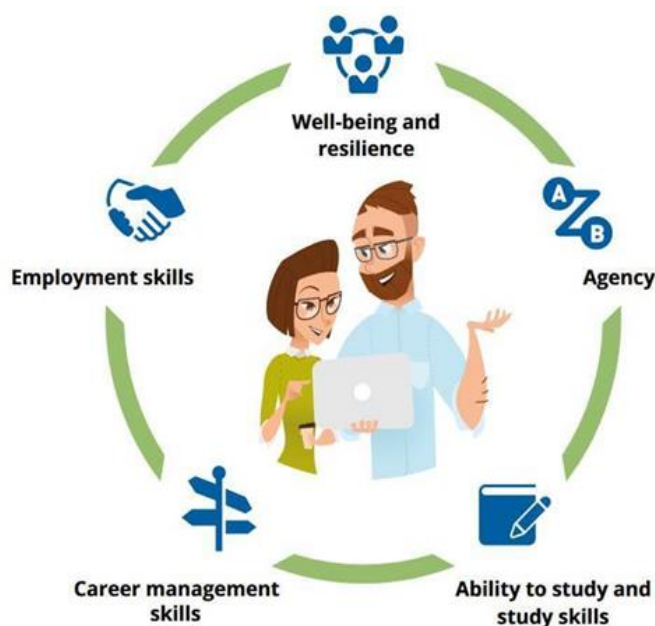 Well-being and
resilience
A
B
Employment skills
Agency
Career management
skills
Ability to study and
study skills